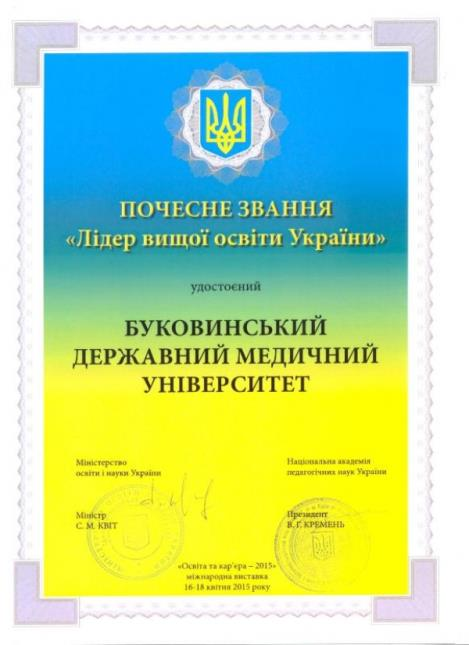 ПОЧЕСНЕ ЗВАННЯ
«Лідер вищої освіти України»
удостоєний
БУКОВИНСЬКИЙ
ДЕРЖАВНИЙ МЕДИЧНИЙ
УНІВЕРСИТЕТ
Міністерство
освіти і науки України
Міністр
С. М. КВІТ
Національна академія
педагогічних наук України
Президент
В. Г. КРЕМЕНЬ
«Освіта та кар'єра – 2015»
міжнародна виставка
16-18 квітня 2015 року